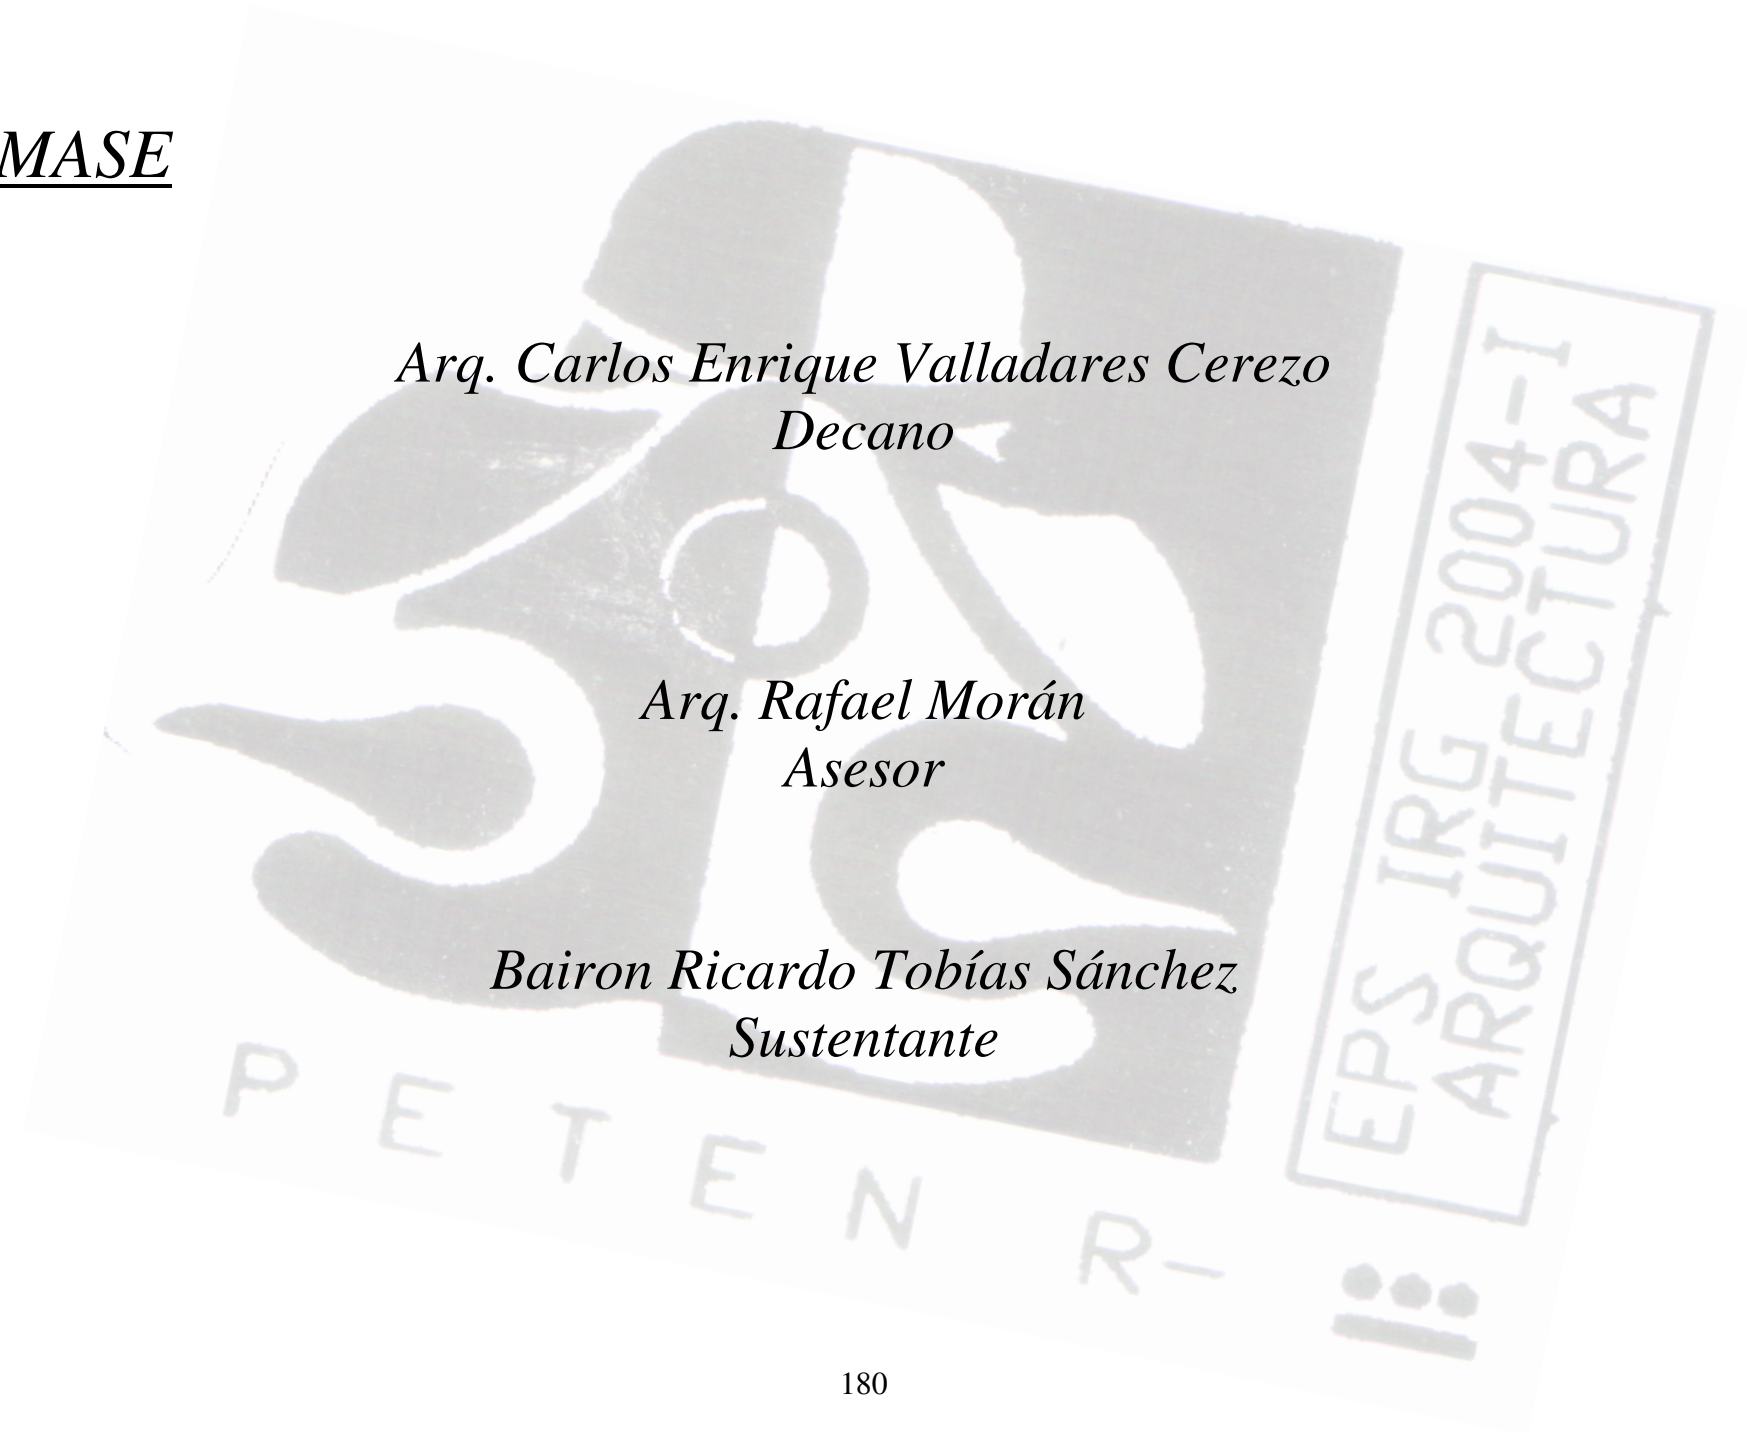 MASE
Arq. Carlos Enrique Valladares Cerezo
Decano
Arq. Rafael Morán
Asesor
Bairon Ricardo Tobías Sánchez
Sustentante
EPS IRG 2004-I
ARQUITECTURA
PETEN R-
180